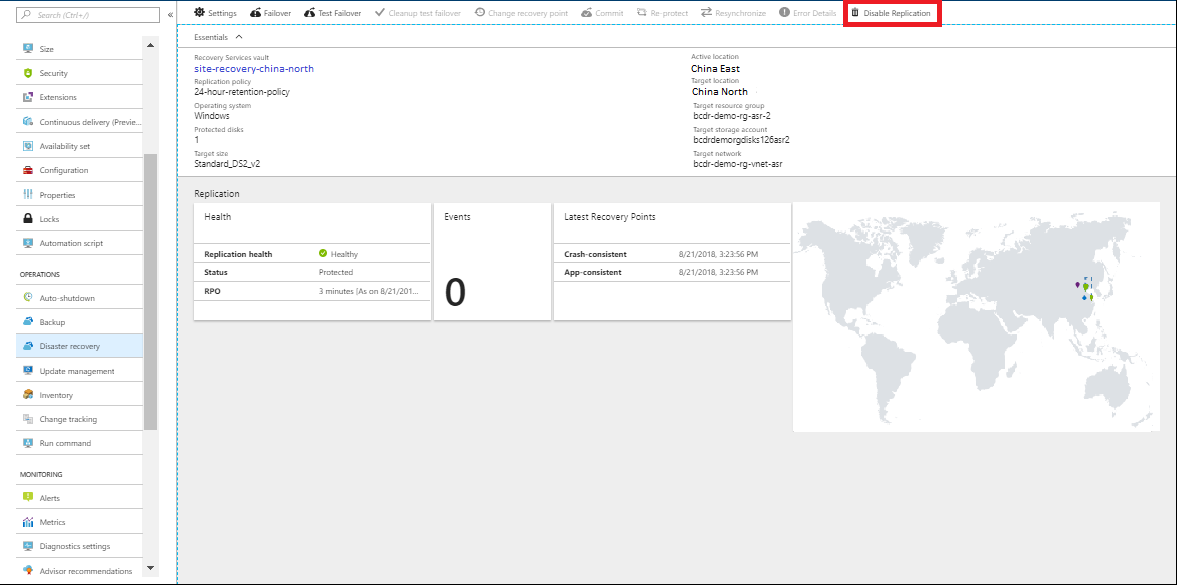 Search (Ctrl+/)
«
Size
Security
Extensions
Continuous delivery (Previe...
Availability set
Configuration
Properties
Locks
Automation script
OPERATIONS
Auto-shutdown
Backup
Disaster recovery
Update management
Inventory
Change tracking
Run command
MONITORING
Alerts
Metrics
Diagnostics settings
Advisor recommendations
Settings Failover Test Failover Cleanup test failover Change recovery point Commit Re-protect Resynchronize Error Details Disable Replication
Essentials
Recovery Services vault
site-recovery-china-north
Replication policy
24-hour-retention-policy
Operating system
Windows
Protected disks
1
Target size
Standard_DS2_v2
Active location
China East
Target location
China North
Target resource group
bcdr-demo-rg-asr-2
Target storage account
bcdrdemorgdisks126asr2
Target network
bcdr-demo-rg-vnet-asr
Replication
Health
Replication health Healthy
Status Protected
RPO 3 minutes [As on 8/21/201...
Events
0
Latest Recovery Points
Crash-consistent 8/21/2018, 3:23:56 PM
App-consistent 8/21/2018, 3:23:56 PM